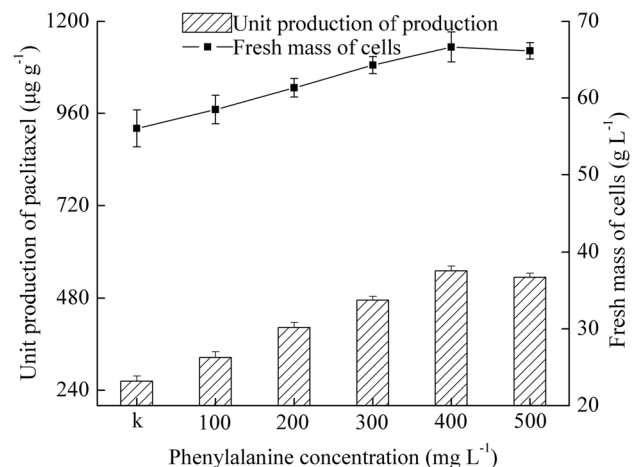 Unit production of production
Fresh mass of cells
Unit production of paclitaxel (μg g⁻¹)
1200
960
720
480
240
70
60
50
40
30
20
Fresh mass of cells (g L⁻¹)
k 100 200 300 400 500
Phenylalanine concentration (mg L⁻¹)